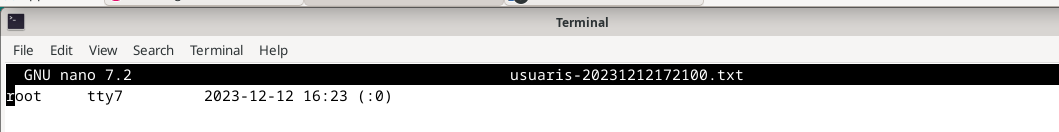 Terminal
File Edit View Search Terminal Help
GNU nano 7.2 usuaris-20231212172100.txt
root tty7 2023-12-12 16:23 (:0)